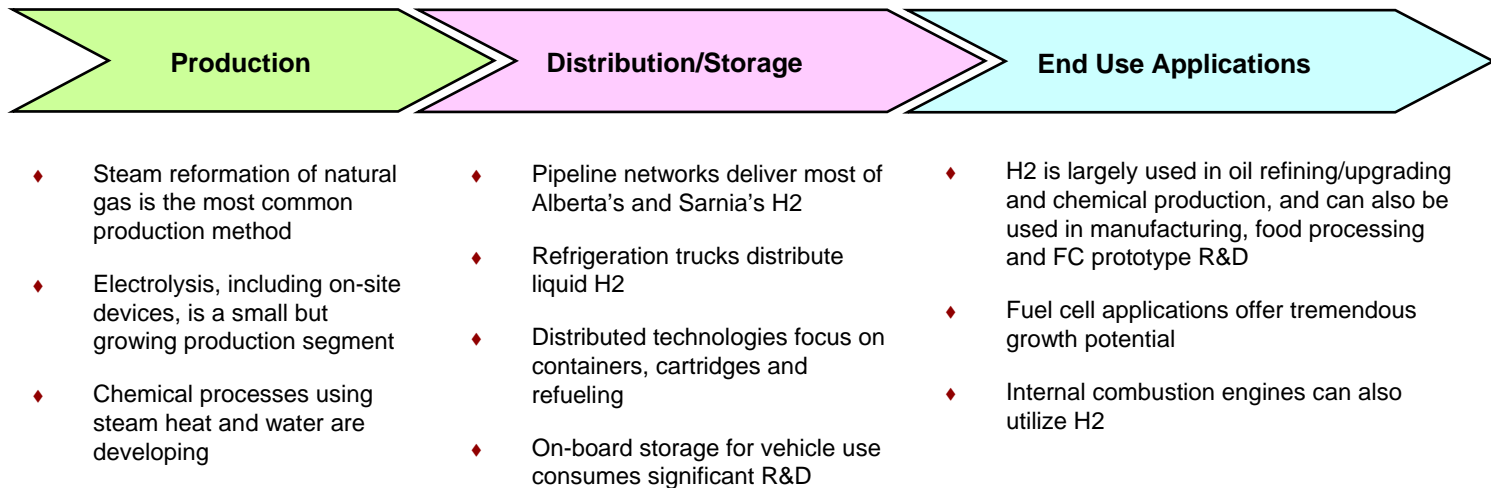 Production
Distribution/Storage
End Use Applications
♦ Steam reformation of natural
gas is the most common
production method
♦ Electrolysis, including on-site
devices, is a small but
growing production segment
♦ Chemical processes using
steam heat and water are
developing
♦ Pipeline networks deliver most of
Alberta's and Sarnia's H2
♦ Refrigeration trucks distribute
liquid H2
♦ Distributed technologies focus on
containers, cartridges and
refueling
♦ On-board storage for vehicle use
consumes significant R&D
♦ H2 is largely used in oil refining/upgrading
and chemical production, and can also be
used in manufacturing, food processing
and FC prototype R&D
♦ Fuel cell applications offer tremendous
growth potential
♦ Internal combustion engines can also
utilize H2